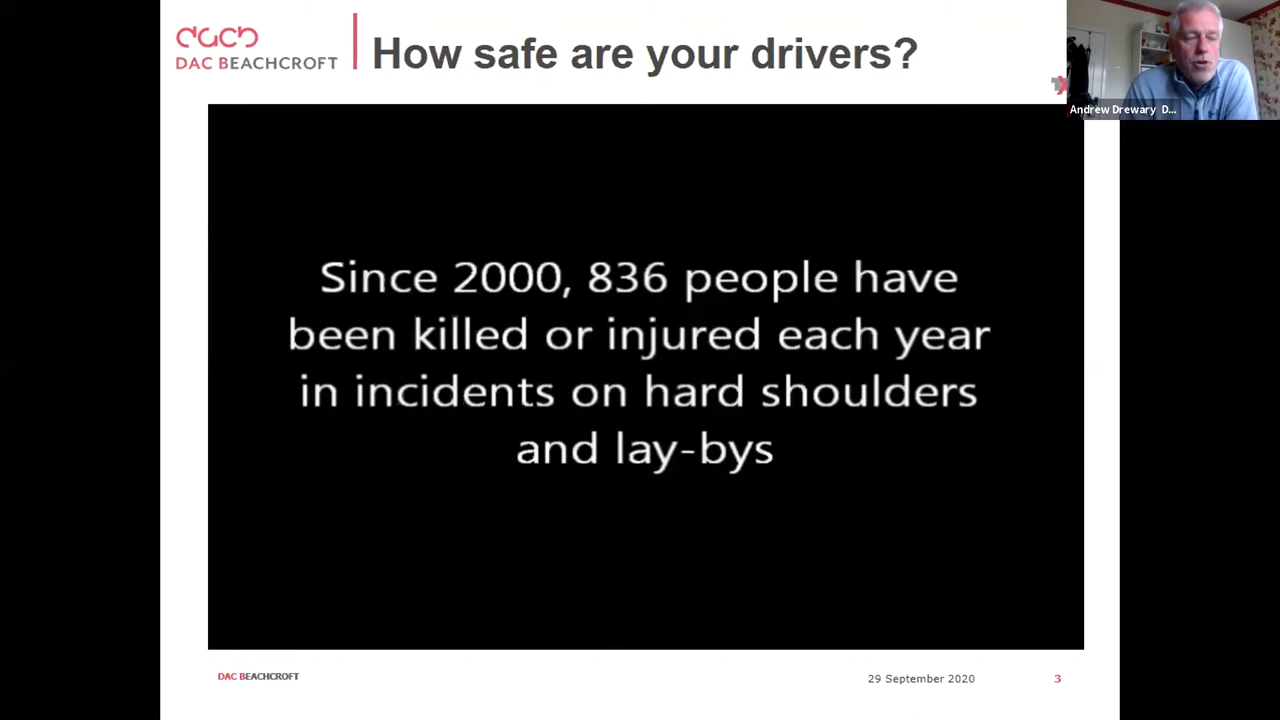 DAC BEACHCROFT
How safe are your drivers?
Andrew Drewary D...
Since 2000, 836 people have
been killed or injured each year
in incidents on hard shoulders
and lay-bys
DAC BEACHCROFT
29 September 2020
3